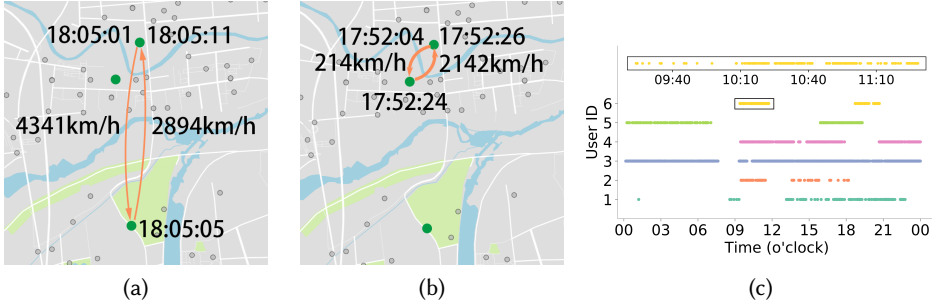 18:05:01 18:05:11
4341km/h 2894km/h
18:05:05
(a)
17:52:04 17:52:26
214km/h 2142km/h
17:52:24
(b)
09:40 10:10 10:40 11:10
User ID
6
5
4
3
2
1
00 03 06 09 12 15 18 21 00
Time (o'clock)
(c)